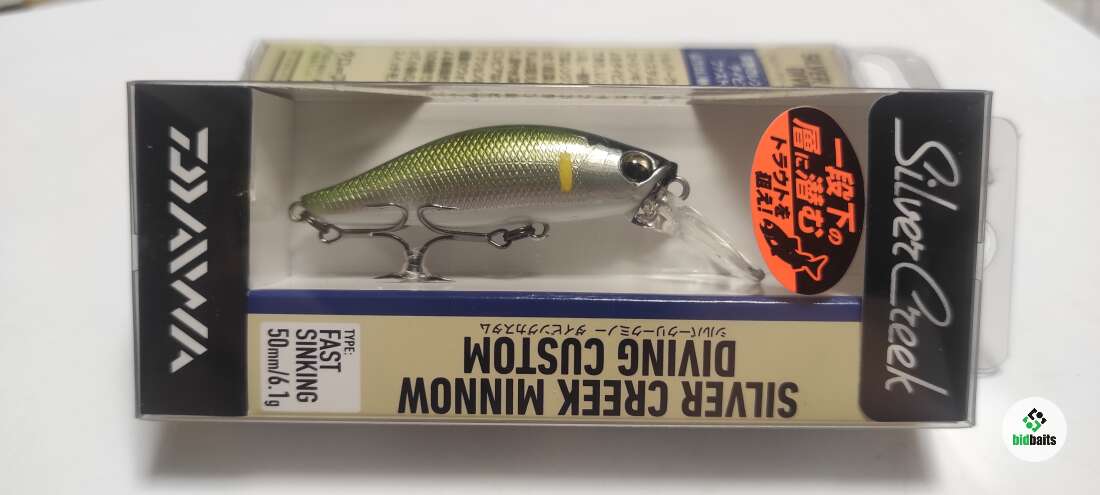 DAIWA
Silver Creek
一段下の
層に潜む
トラウトを
狙え!
シルバークリークミノー ダイビングカスタム
SILVER CREEK MINNOW
DIVING CUSTOM
TYPE:
FAST
SINKING
50mm/6.1g
bidbaits